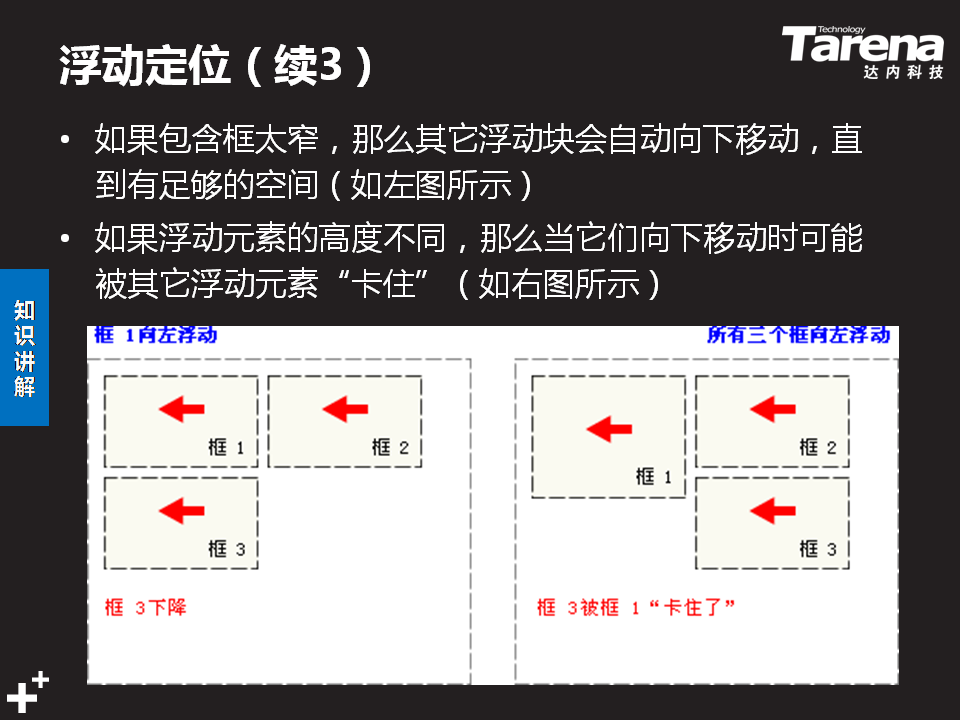 浮动定位（续3）
Technology
Tarena
达内科技
• 如果包含框太窄，那么其它浮动块会自动向下移动，直
到有足够的空间（如左图所示）
• 如果浮动元素的高度不同，那么当它们向下移动时可能
被其它浮动元素“卡住”（如右图所示）
知
识
讲
解
框 1向左浮动
所有三个框向左浮动
框 1
框 2
框 3
框 3下降
框 1
框 2
框 3
框 3被框 1“卡住了”